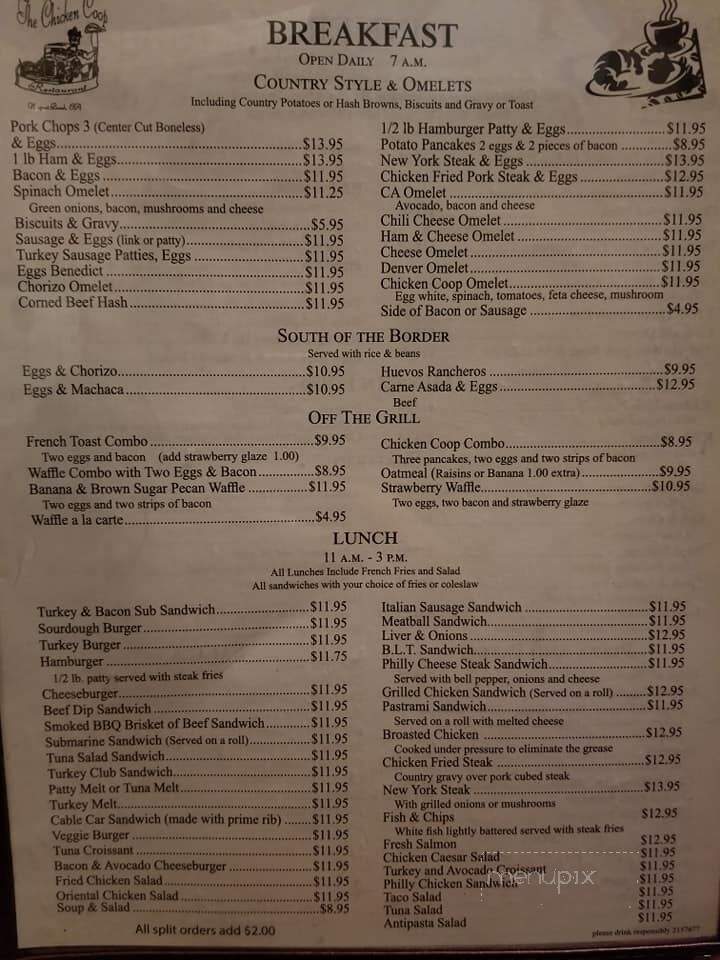 The Chicken Coop
Restaurant
BREAKFAST
OPEN DAILY 7 A.M.
COUNTRY STYLE & OMELETS
Including Country Potatoes or Hash Browns, Biscuits and Gravy or Toast
Pork Chops 3 (Center Cut Boneless)
& Eggs $13.95
1 lb Ham & Eggs $13.95
Bacon & Eggs $11.95
Spinach Omelet $11.25
Green onions, bacon, mushrooms and cheese
Biscuits & Gravy $5.95
Sausage & Eggs (link or patty) $11.95
Turkey Sausage Patties, Eggs $11.95
Eggs Benedict $11.95
Chorizo Omelet $11.95
Corned Beef Hash $11.95
1/2 lb Hamburger Patty & Eggs $11.95
Potato Pancakes 2 eggs & 2 pieces of bacon $8.95
New York Steak & Eggs $13.95
Chicken Fried Pork Steak & Eggs $12.95
CA Omelet $11.95
Avocado, bacon and cheese
Chili Cheese Omelet $11.95
Ham & Cheese Omelet $11.95
Cheese Omelet $11.95
Denver Omelet $11.95
Chicken Coop Omelet $11.95
Egg white, spinach, tomatoes, feta cheese, mushroom
Side of Bacon or Sausage $4.95
SOUTH OF THE BORDER
Served with rice & beans
Eggs & Chorizo $10.95
Eggs & Machaca $10.95
Huevos Rancheros $9.95
Carne Asada & Eggs $12.95
Beef
OFF THE GRILL
French Toast Combo $9.95
Two eggs and bacon (add strawberry glaze 1.00)
Waffle Combo with Two Eggs & Bacon $8.95
Banana & Brown Sugar Pecan Waffle $11.95
Two eggs and two strips of bacon
Waffle a la carte $4.95
Chicken Coop Combo $8.95
Three pancakes, two eggs and two strips of bacon
Oatmeal (Raisins or Banana 1.00 extra) $9.95
Strawberry Waffle $10.95
Two eggs, two bacon and strawberry glaze
LUNCH
11 A.M. - 3 P.M.
All Lunches Include French Fries and Salad
All sandwiches with your choice of fries or coleslaw
Turkey & Bacon Sub Sandwich $11.95
Sourdough Burger $11.95
Turkey Burger $11.95
Hamburger $11.75
1/2 lb. patty served with steak fries
Cheeseburger $11.95
Beef Dip Sandwich $11.95
Smoked BBQ Brisket of Beef Sandwich $11.95
Submarine Sandwich (Served on a roll) $11.95
Tuna Salad Sandwich $11.95
Turkey Club Sandwich $11.95
Patty Melt or Tuna Melt $11.95
Turkey Melt $11.95
Cable Car Sandwich (made with prime rib) $11.95
Veggie Burger $11.95
Tuna Croissant $11.95
Bacon & Avocado Cheeseburger $11.95
Fried Chicken Salad $11.95
Oriental Chicken Salad $11.95
Soup & Salad $8.95
All split orders add $2.00
Italian Sausage Sandwich $11.95
Meatball Sandwich $11.95
Liver & Onions $12.95
B.L.T. Sandwich $11.95
Philly Cheese Steak Sandwich $11.95
Served with bell pepper, onions and cheese
Grilled Chicken Sandwich (Served on a roll) $12.95
Pastrami Sandwich $11.95
Served on a roll with melted cheese
Broasted Chicken $12.95
Cooked under pressure to eliminate the grease
Chicken Fried Steak $12.95
Country gravy over pork cubed steak
New York Steak $13.95
With grilled onions or mushrooms
Fish & Chips $12.95
White fish lightly battered served with steak fries
Fresh Salmon $12.95
Chicken Caesar Salad $11.95
Turkey and Avocado Croissant $11.95
Philly Chicken Sandwich $11.95
Taco Salad $11.95
Tuna Salad $11.95
Antipasta Salad $11.95
menupix
please drink responsibly 2157677